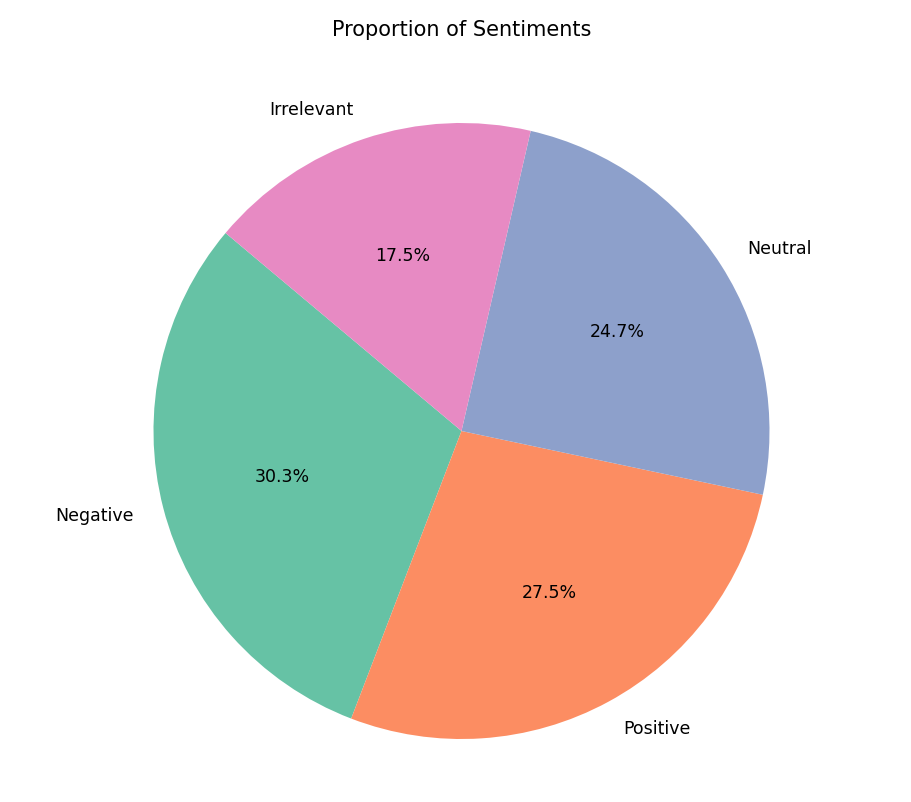 Proportion of Sentiments
Irrelevant
17.5%
Neutral
24.7%
Negative
30.3%
Positive
27.5%